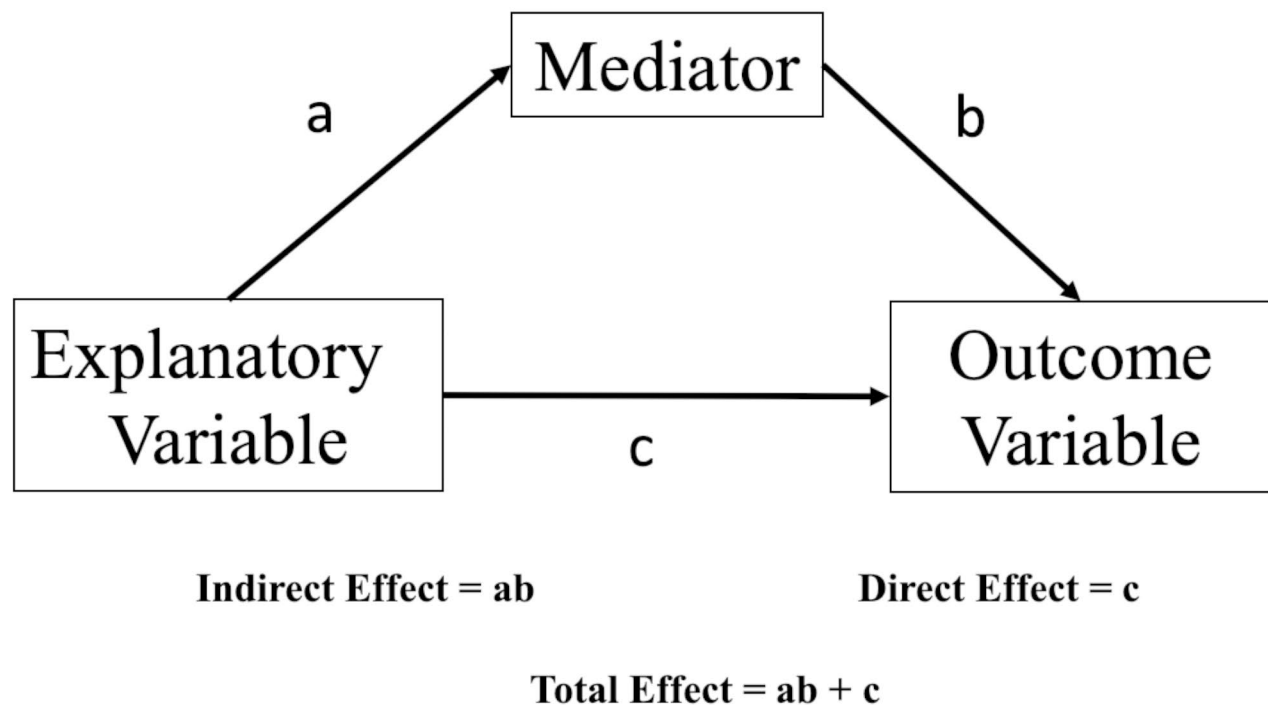 Mediator
a
b
Explanatory
Variable
Outcome
Variable
c
Indirect Effect = ab
Direct Effect = c
Total Effect = ab + c